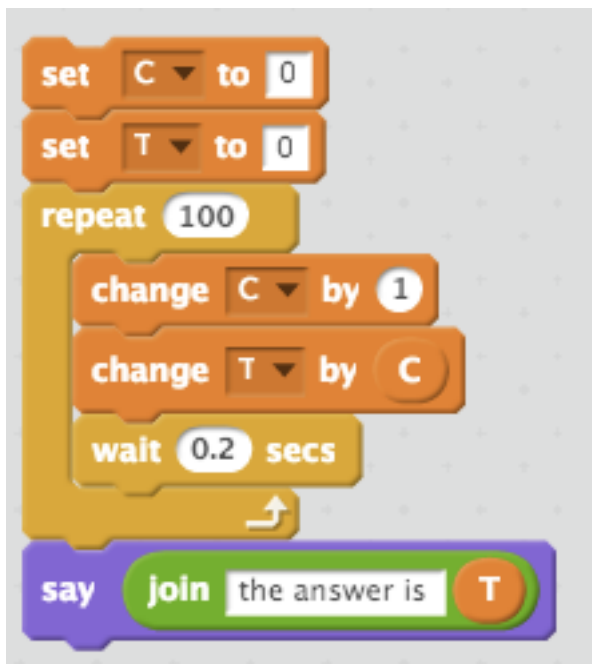 set C to 0
set T to 0
repeat 100
change C by 1
change T by C
wait 0.2 secs
say join the answer is T